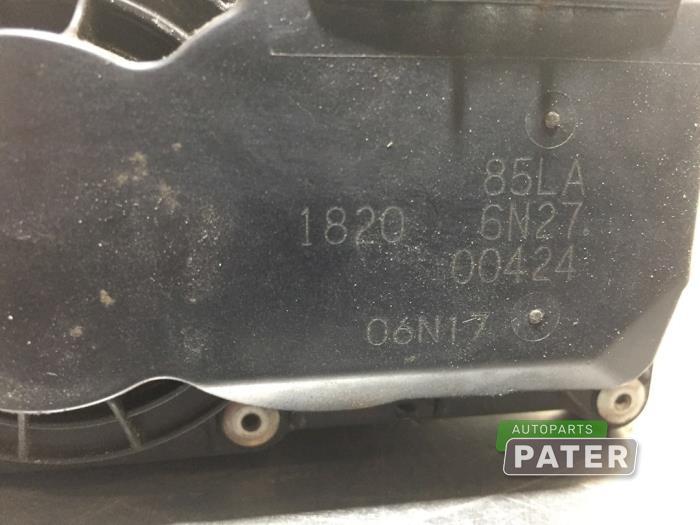 85LA
1820 6N27
00424
06N17
AUTOPARTS
PATER